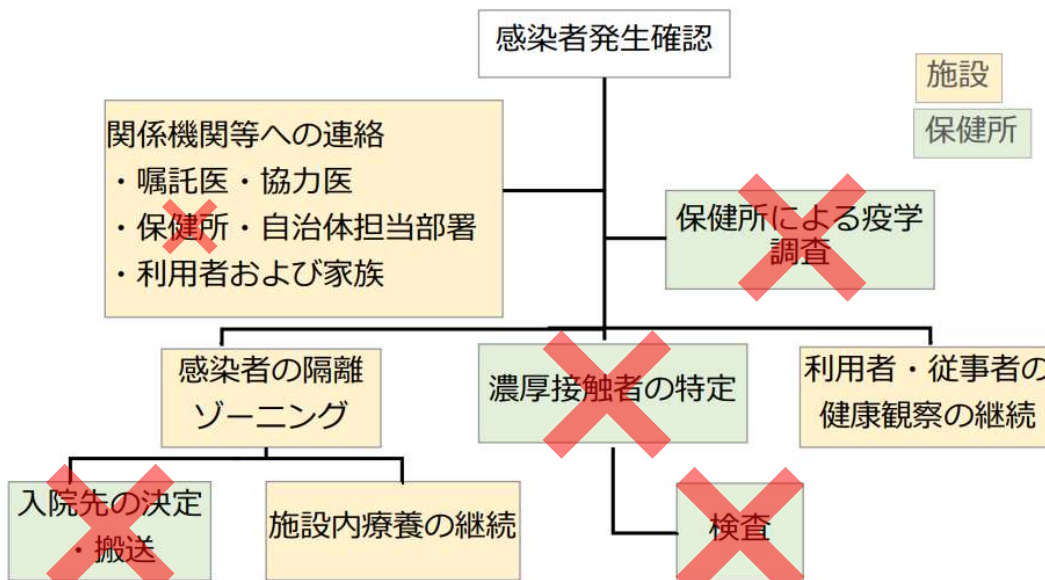 感染者発生確認
施設
保健所
関係機関等への連絡
・嘱託医・協力医
・保健所・自治体担当部署
・利用者および家族
保健所による疫学
調査
感染者の隔離
ゾーニング
濃厚接触者の特定
利用者・従事者の
健康観察の継続
入院先の決定
・搬送
施設内療養の継続
検査